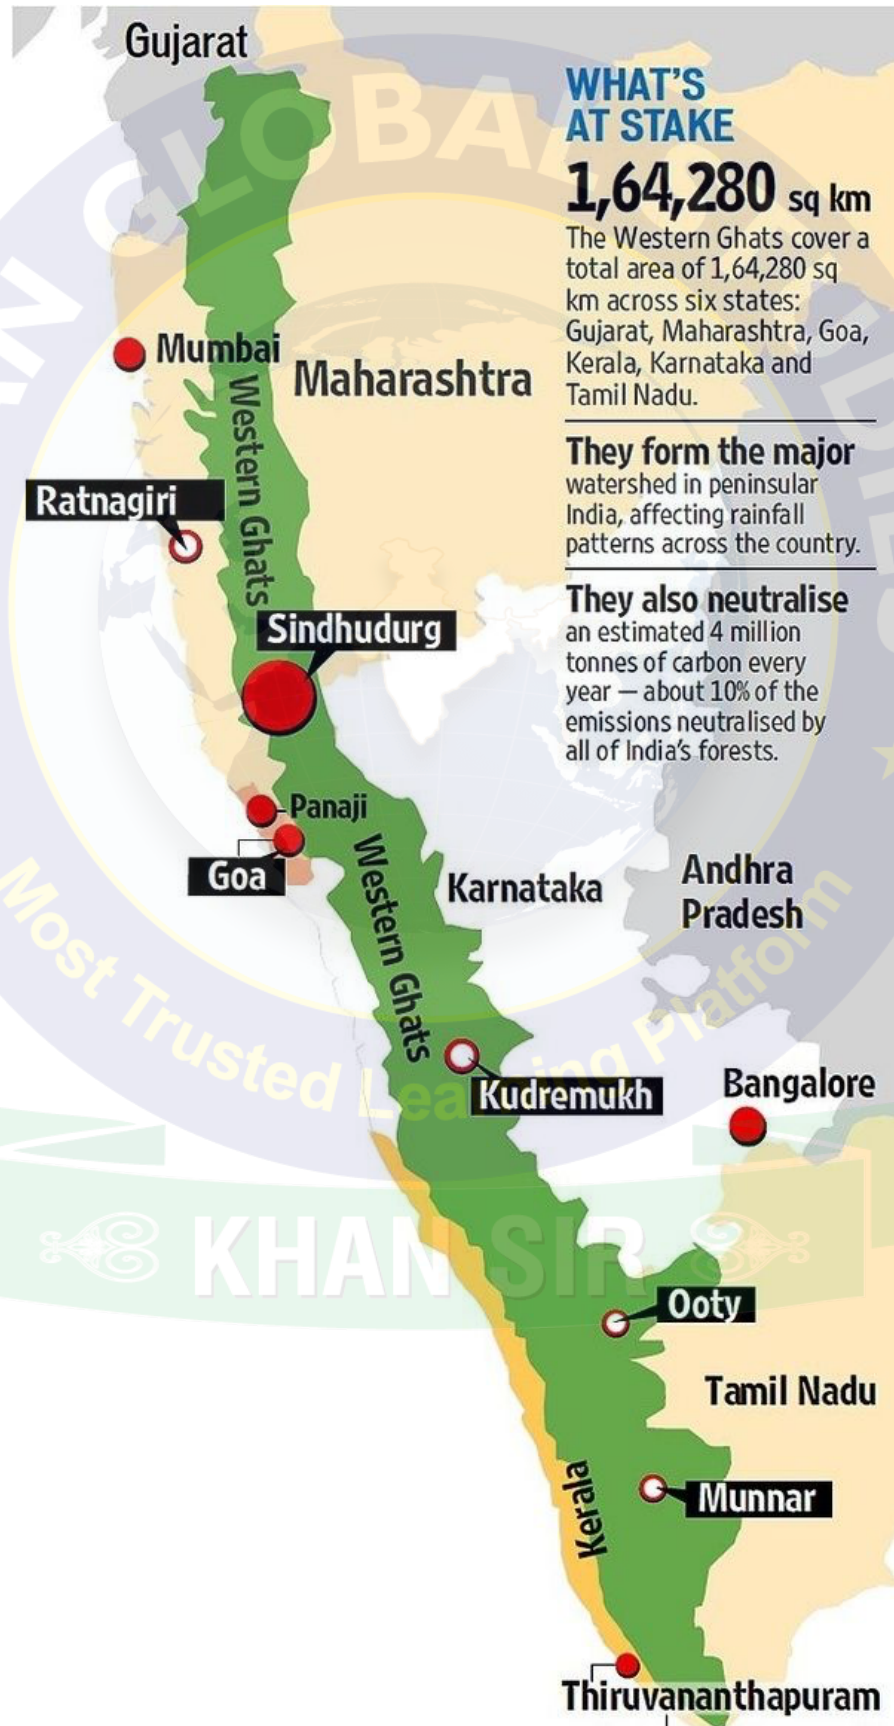 Gujarat
WHAT'S
AT STAKE
1,64,280 sq km
The Western Ghats cover a
total area of 1,64,280 sq
km across six states:
Gujarat, Maharashtra, Goa,
Kerala, Karnataka and
Tamil Nadu.
They form the major
watershed in peninsular
India, affecting rainfall
patterns across the country.
They also neutralise
an estimated 4 million
tonnes of carbon every
year — about 10% of the
emissions neutralised by
all of India's forests.
Mumbai
Maharashtra
Western Ghats
Ratnagiri
Sindhudurg
Panaji
Goa
Western Ghats
Karnataka
Andhra
Pradesh
Kudremukh
Bangalore
Ooty
Tamil Nadu
Munnar
Kerala
Thiruvananthapuram
GLOBAL
Most Trusted Learning Platform
KHAN SIR